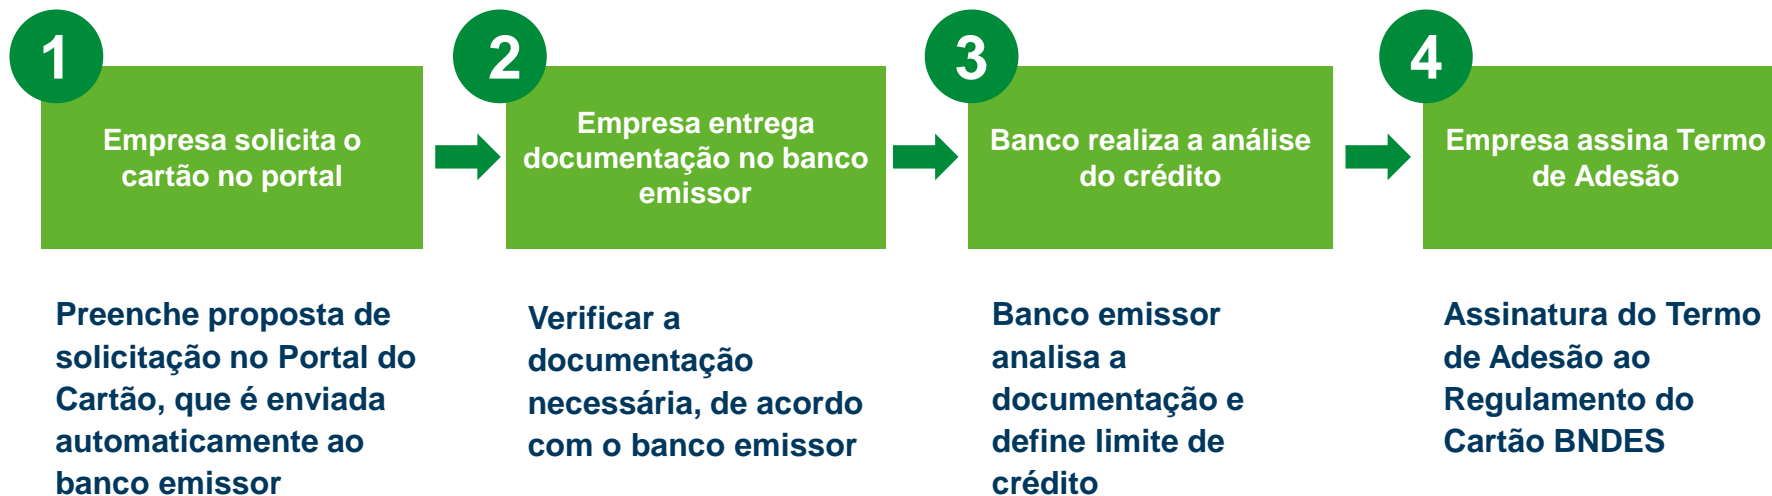 1
Empresa solicita o
cartão no portal
Preenche proposta de
solicitação no Portal do
Cartão, que é enviada
automaticamente ao
banco emissor
2
Empresa entrega
documentação no banco
emissor
Verificar a
documentação
necessária, de acordo
com o banco emissor
3
Banco realiza a análise
do crédito
Banco emissor
analisa a
documentação e
define limite de
crédito
4
Empresa assina Termo
de Adesão
Assinatura do Termo
de Adesão ao
Regulamento do
Cartão BNDES